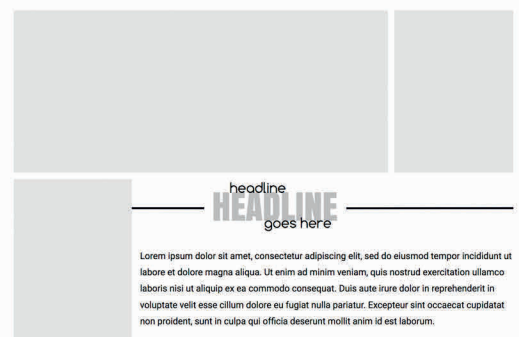 headline
HEADLINE
goes here
Lorem ipsum dolor sit amet, consectetur adipiscing elit, sed do eiusmod tempor incididunt ut
labore et dolore magna aliqua. Ut enim ad minim veniam, quis nostrud exercitation ullamco
laboris nisi ut aliquip ex ea commodo consequat. Duis aute irure dolor in reprehenderit in
voluptate velit esse cillum dolore eu fugiat nulla pariatur. Excepteur sint occaecat cupidatat
non proident, sunt in culpa qui officia deserunt mollit anim id est laborum.